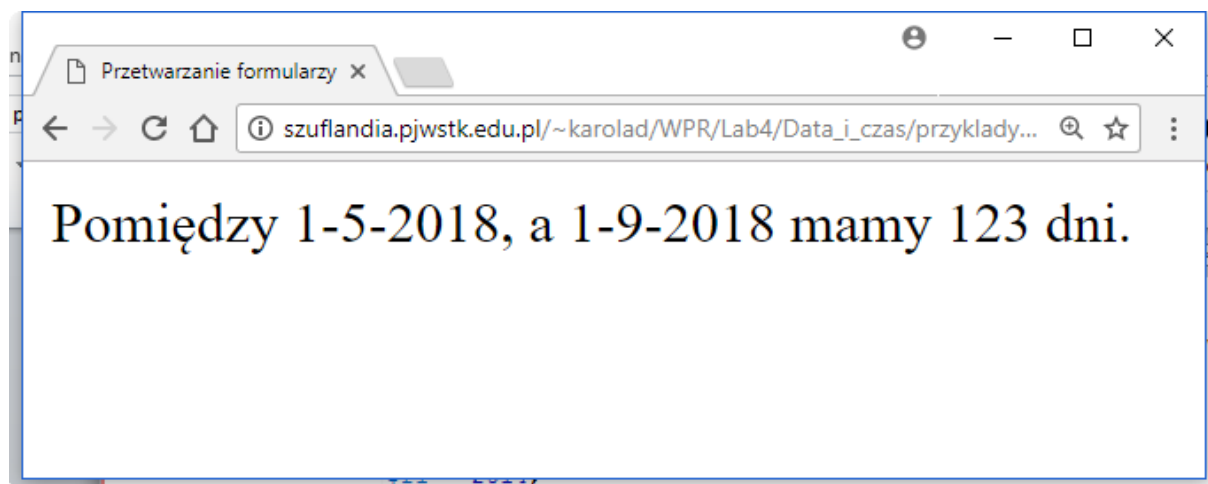 Przetwarzanie formularzy
szuflandia.pjwstk.edu.pl/~karolad/WPR/Lab4/Data_i_czas/przyklady...
Pomiędzy 1-5-2018, a 1-9-2018 mamy 123 dni.